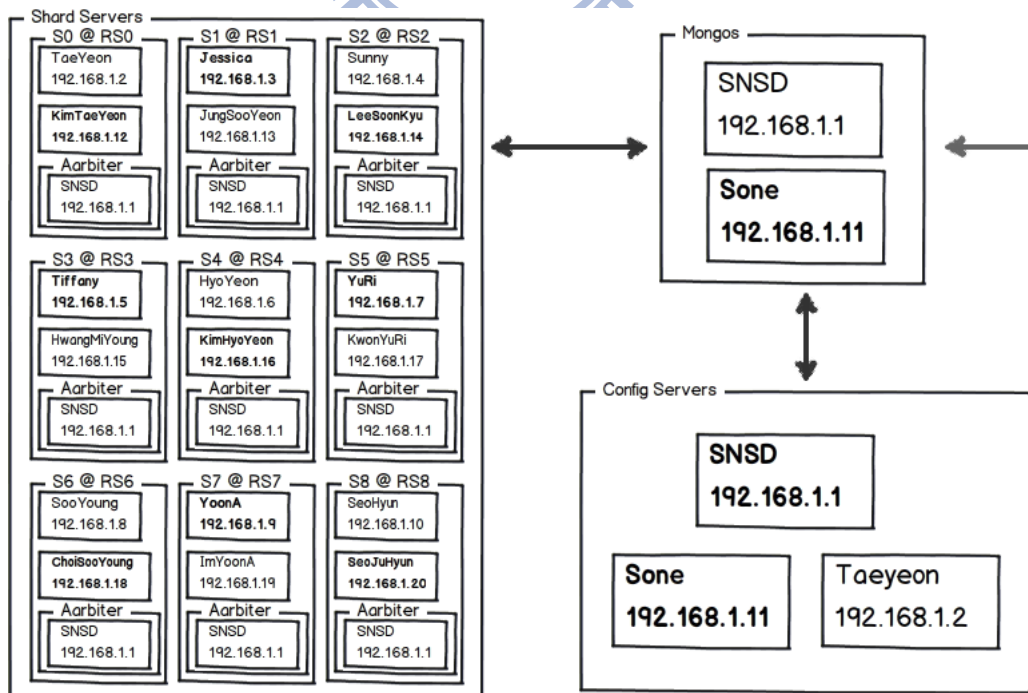 Shard Servers
S0 @ RS0
TaeYeon
192.168.1.2
KimTaeYeon
192.168.1.12
Aarbiter
SNSD
192.168.1.1
S1 @ RS1
Jessica
192.168.1.3
JungSooYeon
192.168.1.13
Aarbiter
SNSD
192.168.1.1
S2 @ RS2
Sunny
192.168.1.4
LeeSoonKyu
192.168.1.14
Aarbiter
SNSD
192.168.1.1
S3 @ RS3
Tiffany
192.168.1.5
HwangMiYoung
192.168.1.15
Aarbiter
SNSD
192.168.1.1
S4 @ RS4
HyoYeon
192.168.1.6
KimHyoYeon
192.168.1.16
Aarbiter
SNSD
192.168.1.1
S5 @ RS5
YuRi
192.168.1.7
KwonYuRi
192.168.1.17
Aarbiter
SNSD
192.168.1.1
S6 @ RS6
SooYoung
192.168.1.8
ChoiSooYoung
192.168.1.18
Aarbiter
SNSD
192.168.1.1
S7 @ RS7
YoonA
192.168.1.9
ImYoonA
192.168.1.19
Aarbiter
SNSD
192.168.1.1
S8 @ RS8
SeoHyun
192.168.1.10
SeoJuHyun
192.168.1.20
Aarbiter
SNSD
192.168.1.1
Mongos
SNSD
192.168.1.1
Sone
192.168.1.11
Config Servers
SNSD
192.168.1.1
Sone
192.168.1.11
Taeyeon
192.168.1.2